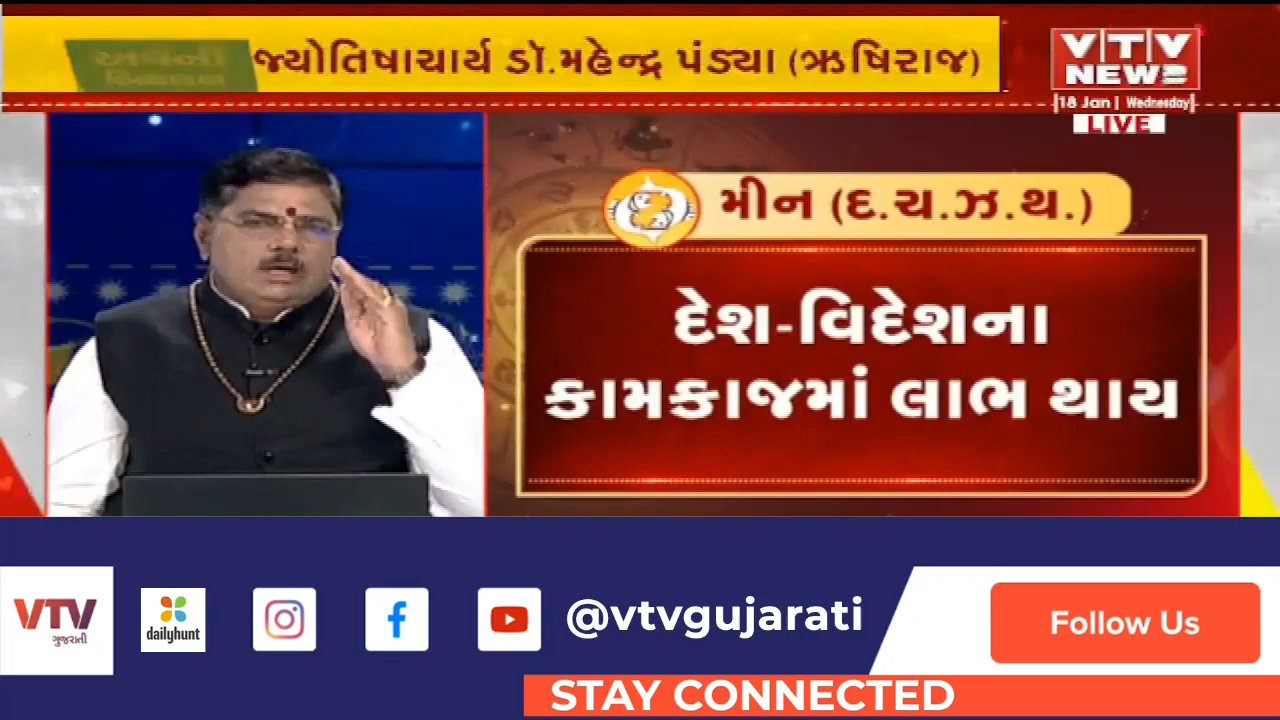 જ્યોતિષાચાર્ય ડૉ.મહેન્દ્ર પંડ્યા (ઋષિરાજ)
VTV
NEWS
18 Jan | Wednesday
LIVE
મીન (દ.ચ.ઝ.થ.)
દેશ-વિદેશના
કામકાજમાં લાભ થાય
VTV
ગુજરાતી
dailyhunt
@vtvgujarati
Follow Us
STAY CONNECTED